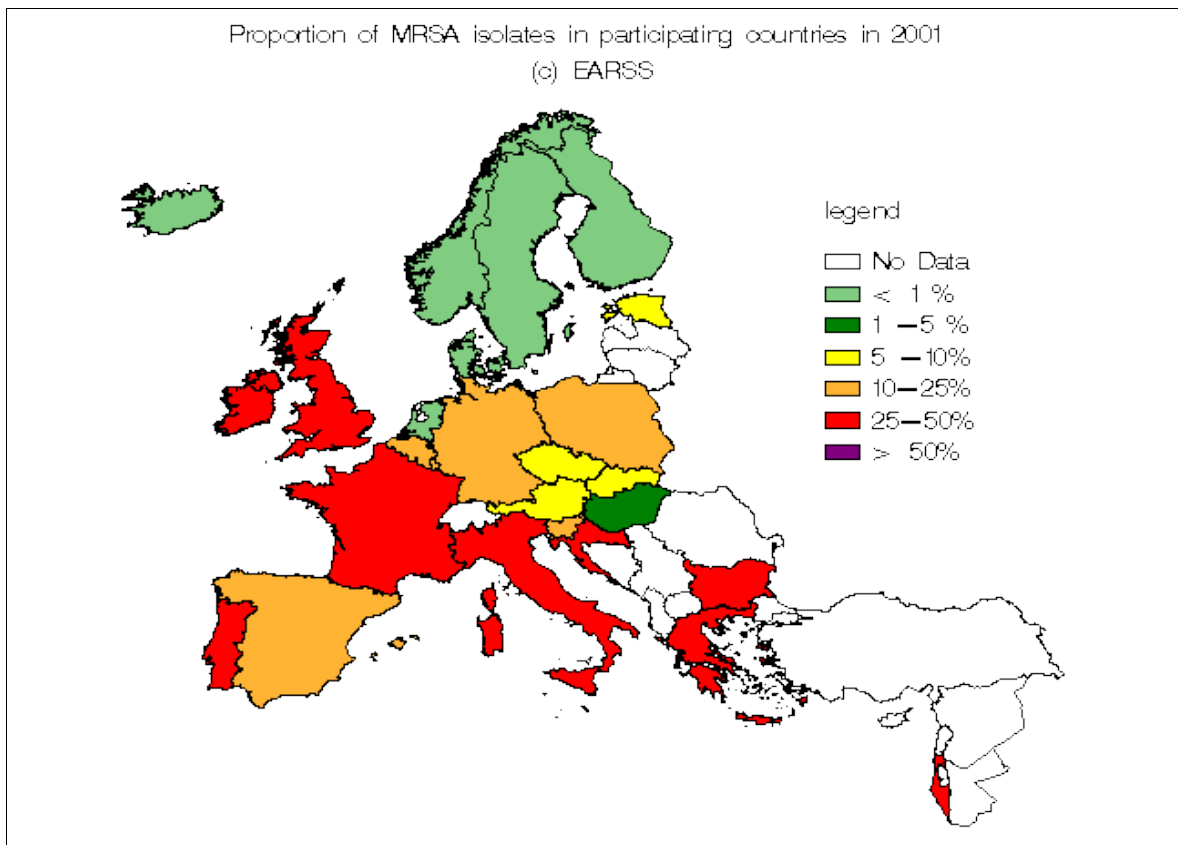 Proportion of MRSA isolates in participating countries in 2001
(c) EARSS
legend
No Data
< 1 %
1 –5 %
5 –10%
10–25%
25–50%
> 50%